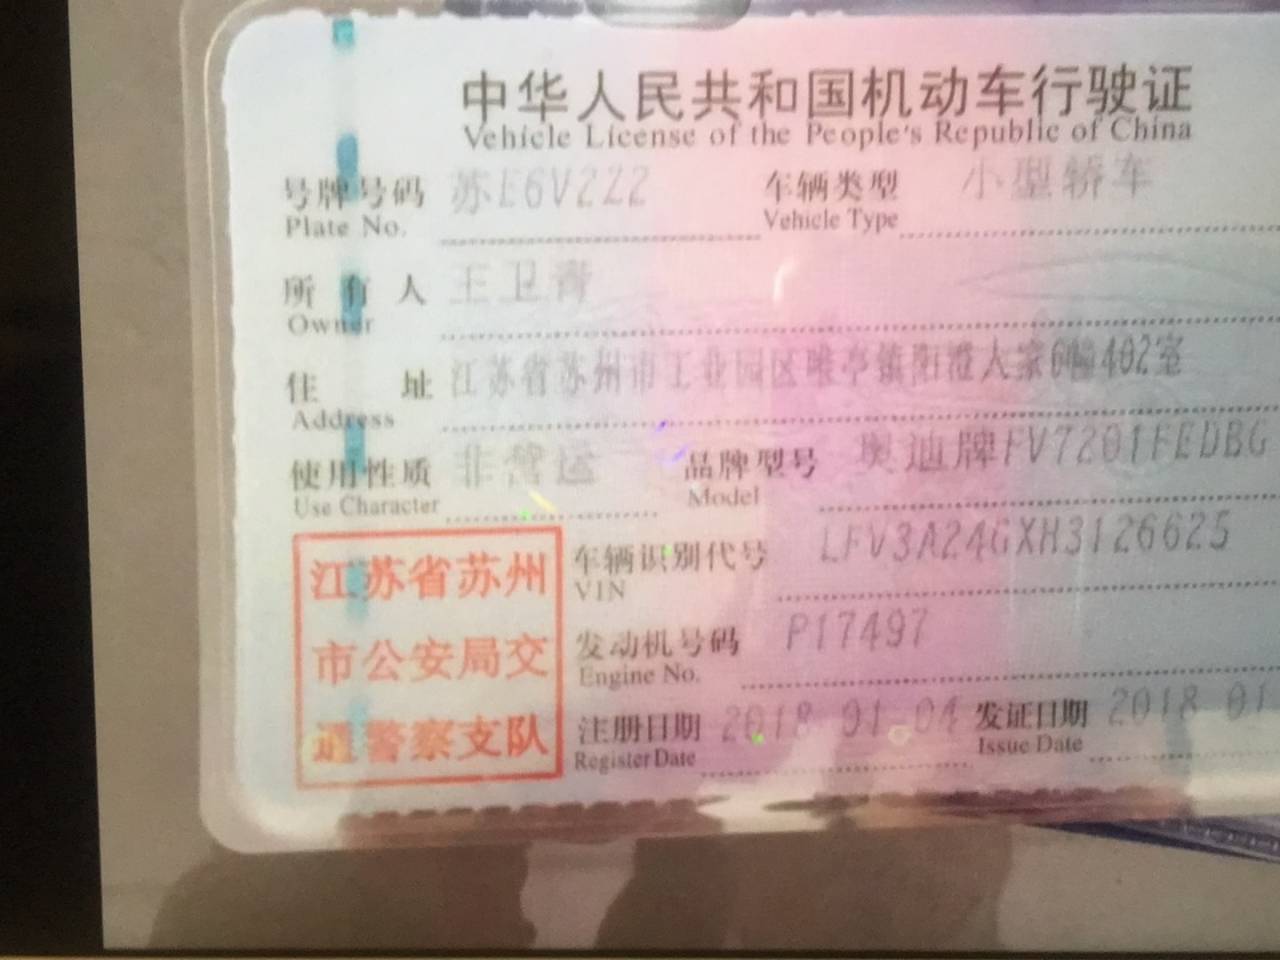 中华人民共和国机动车行驶证
Vehicle License of the People's Republic of China
号牌号码 苏E6V2Z2 车辆类型 小型轿车
Plate No. Vehicle Type
所有人 王卫青
Owner
住址 江苏省苏州市工业园区唯亭镇阳澄人家6幢402室
Address
使用性质 非营运 品牌型号 奥迪牌FV7201FEDBG
Use Character Model
车辆识别代号 LFV3A24GXH3126625
VIN
发动机号码 P17497
Engine No.
注册日期 2018 01 04 发证日期 2018 01
Register Date Issue Date
江苏省苏州
市公安局交
通警察支队